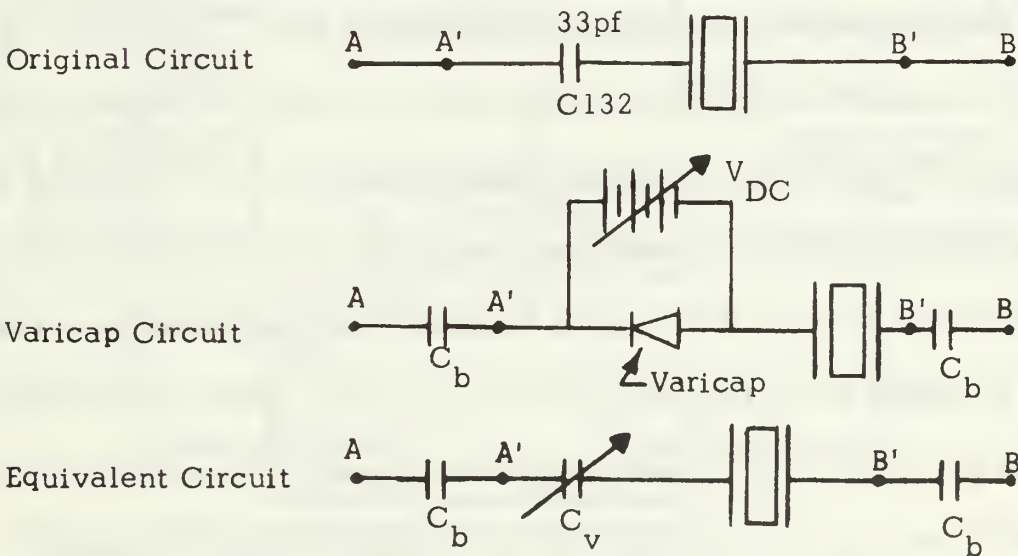 Original Circuit
A A' 33pf B' B
C132
V DC
Varicap Circuit
A A' B' B
C b Varicap C b
Equivalent Circuit
A A' B' B
C b C v C b